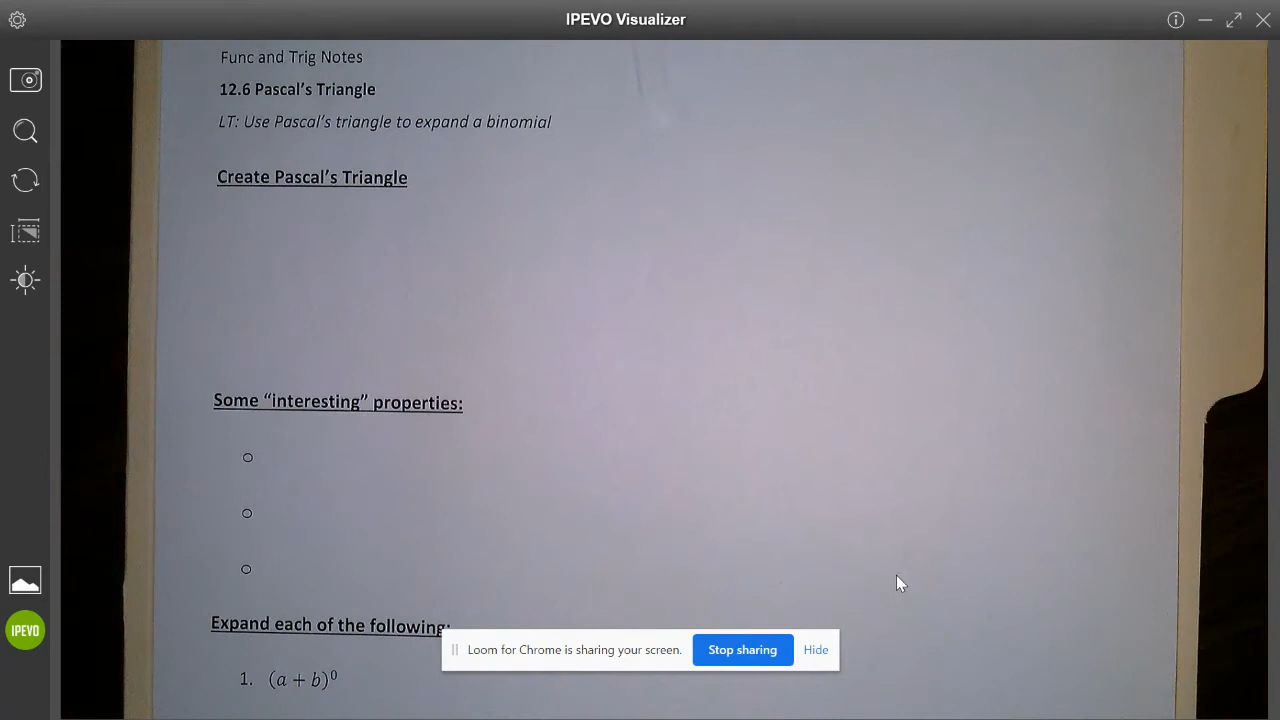 IPEVO Visualizer
Func and Trig Notes
12.6 Pascal’s Triangle
LT: Use Pascal’s triangle to expand a binomial
Create Pascal’s Triangle
Some “interesting” properties:
○
○
○
Expand each of the following:
1. (a + b)⁰
IPEVO
Loom for Chrome is sharing your screen.
Stop sharing
Hide